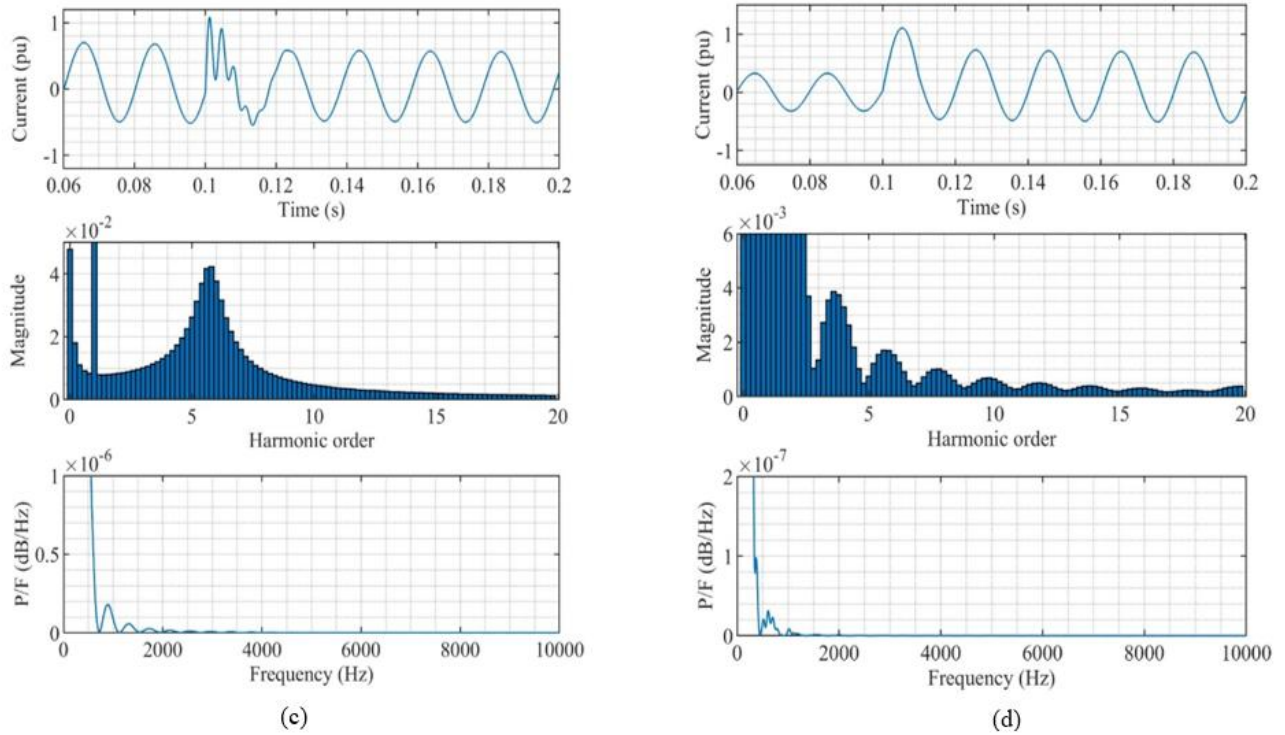 Current (pu)
1
0
-1
0.06 0.08 0.1 0.12 0.14 0.16 0.18 0.2
Time (s)
×10⁻²
Magnitude
4
2
0
0 5 10 15 20
Harmonic order
×10⁻⁶
P/F (dB/Hz)
1
0.5
0
0 2000 4000 6000 8000 10000
Frequency (Hz)
(c)
Current (pu)
1
0
-1
0.06 0.08 0.1 0.12 0.14 0.16 0.18 0.2
Time (s)
×10⁻³
Magnitude
6
4
2
0
0 5 10 15 20
Harmonic order
×10⁻⁷
P/F (dB/Hz)
2
1
0
0 2000 4000 6000 8000 10000
Frequency (Hz)
(d)